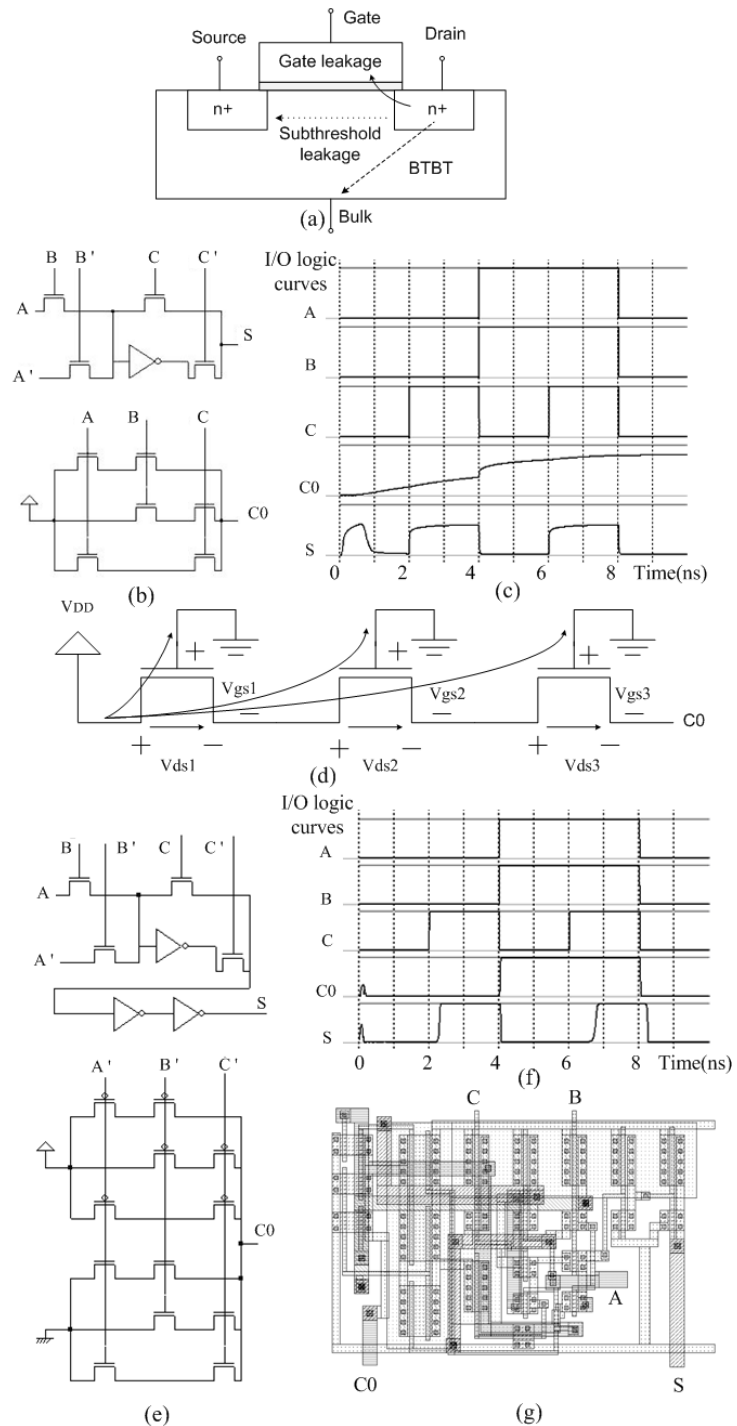 Gate
Source
Drain
Gate leakage
n+
n+
Subthreshold
leakage
BTBT
(a)
Bulk
B B' C C'
A
S
A'
A B C
C0
(b)
I/O logic
curves
A
B
C
C0
S
0 2 4 6 8 Time(ns)
(c)
VDD
+ + +
Vgs1 Vgs2 Vgs3
− − −
C0
+ − + − + −
Vds1 Vds2 Vds3
(d)
B B' C C'
A
A'
S
A' B' C'
C0
(e)
I/O logic
curves
A
B
C
C0
S
0 2 4 6 8 Time(ns)
(f)
C B
A
C0 S
(g)